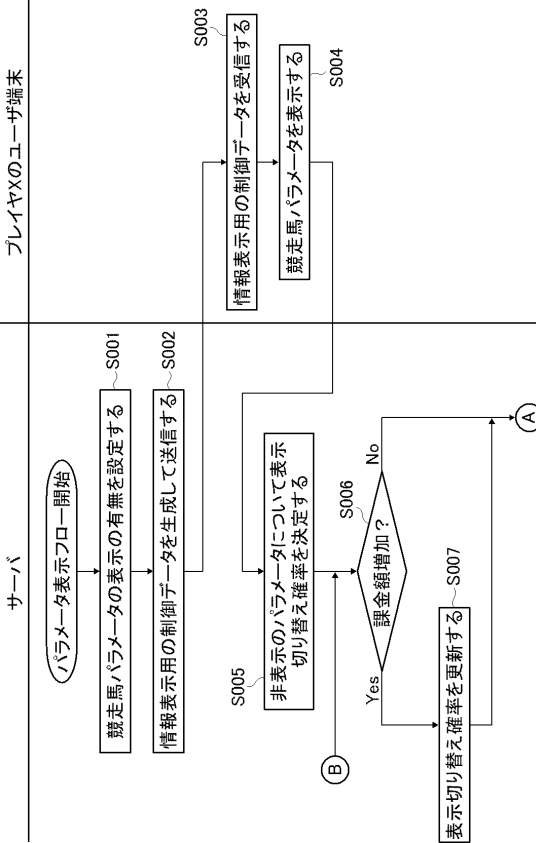 サーバ
プレイヤXのユーザ端末
パラメータ表示フロー開始
競走馬パラメータの表示の有無を設定する
S001
情報表示用の制御データを生成して送信する
S002
情報表示用の制御データを受信する
S003
競走馬パラメータを表示する
S004
非表示のパラメータについて表示
切り替え確率を決定する
S005
B
課金額増加？
S006
Yes
No
表示切り替え確率を更新する
S007
A